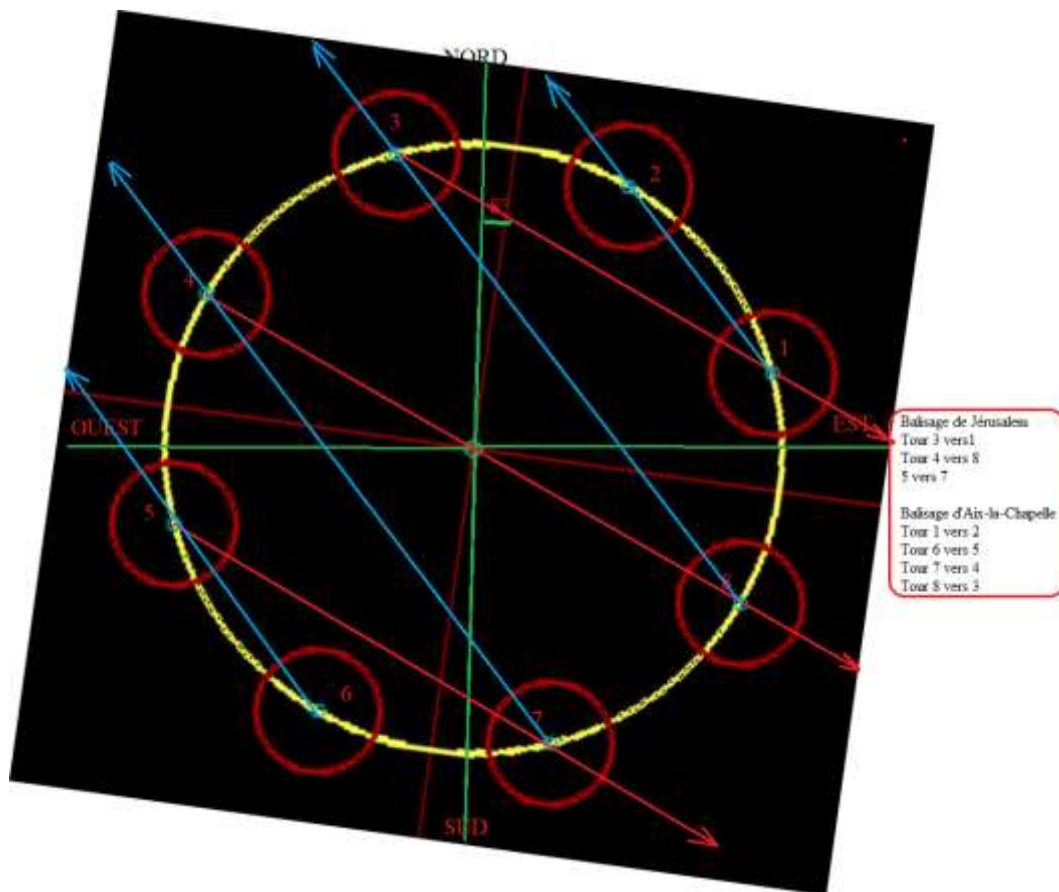 NORD
3
2
4
1
OUEST
EST
5
8
6
7
SUD
Balisage de Jérusalem
Tour 3 vers1
Tour 4 vers 8
5 vers 7
Balisage d'Aix-la-Chapelle
Tour 1 vers 2
Tour 6 vers 5
Tour 7 vers 4
Tour 8 vers 3